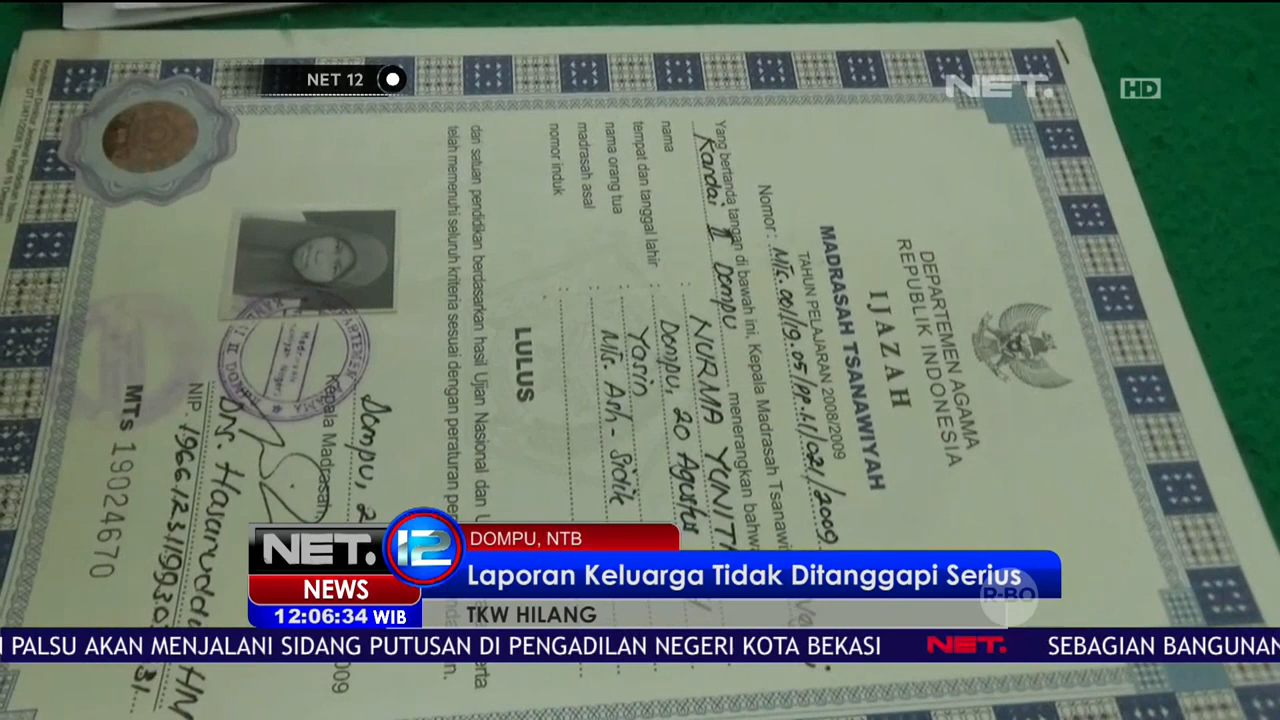 NET 12
NET.
HD
DEPARTEMEN AGAMA
REPUBLIK INDONESIA
IJAZAH
MADRASAH TSANAWIYAH
TAHUN PELAJARAN 2008/2009
Nomor:
Yang bertanda tangan di bawah ini, Kepala Madrasah Tsanawi
Kandai II Dompu menerangkan bahwa
nama : NURMA YUNIT
tempat dan tanggal lahir : Dompu, 20 Agustus
nama orang tua : Yasin
madrasah asal
nomor induk
LULUS
dari satuan pendidikan berdasarkan hasil Ujian Nasional dan U
telah memenuhi seluruh kriteria sesuai dengan peraturan per
Dompu, 2
009
Kepala Madrasah
Drs.
NIP
MTs 19024670
NET. 12
NEWS
12:06:34 WIB
DOMPU, NTB
Laporan Keluarga Tidak Ditanggapi Serius
TKW HILANG
R-BO
PALSU AKAN MENJALANI SIDANG PUTUSAN DI PENGADILAN NEGERI KOTA BEKASI NET. SEBAGIAN BANGUNAN